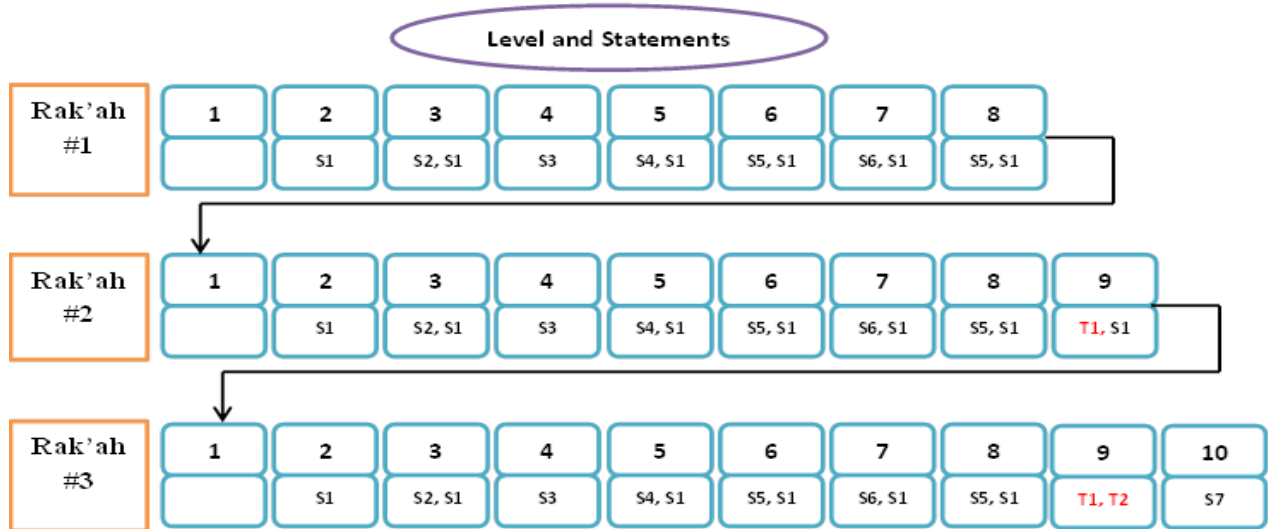 Level and Statements
Rak'ah #1
1 2 3 4 5 6 7 8
S1 S2, S1 S3 S4, S1 S5, S1 S6, S1 S5, S1
Rak'ah #2
1 2 3 4 5 6 7 8 9
S1 S2, S1 S3 S4, S1 S5, S1 S6, S1 S5, S1 T1, S1
Rak'ah #3
1 2 3 4 5 6 7 8 9 10
S1 S2, S1 S3 S4, S1 S5, S1 S6, S1 S5, S1 T1, T2 S7